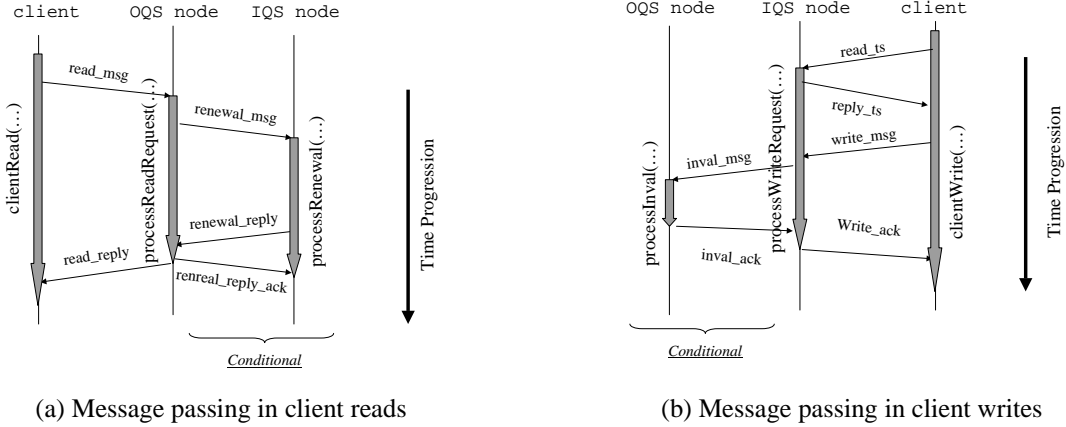 client OQS node IQS node
read_msg
renewal_msg
clientRead(…)
processReadRequest(…)
processRenewal(…)
renewal_reply
read_reply
renreal_reply_ack
Time Progression
Conditional
(a) Message passing in client reads
OQS node IQS node client
read_ts
reply_ts
write_msg
inval_msg
processInval(…)
processWriteRequest(…)
clientWrite(…)
Write_ack
inval_ack
Time Progression
Conditional
(b) Message passing in client writes